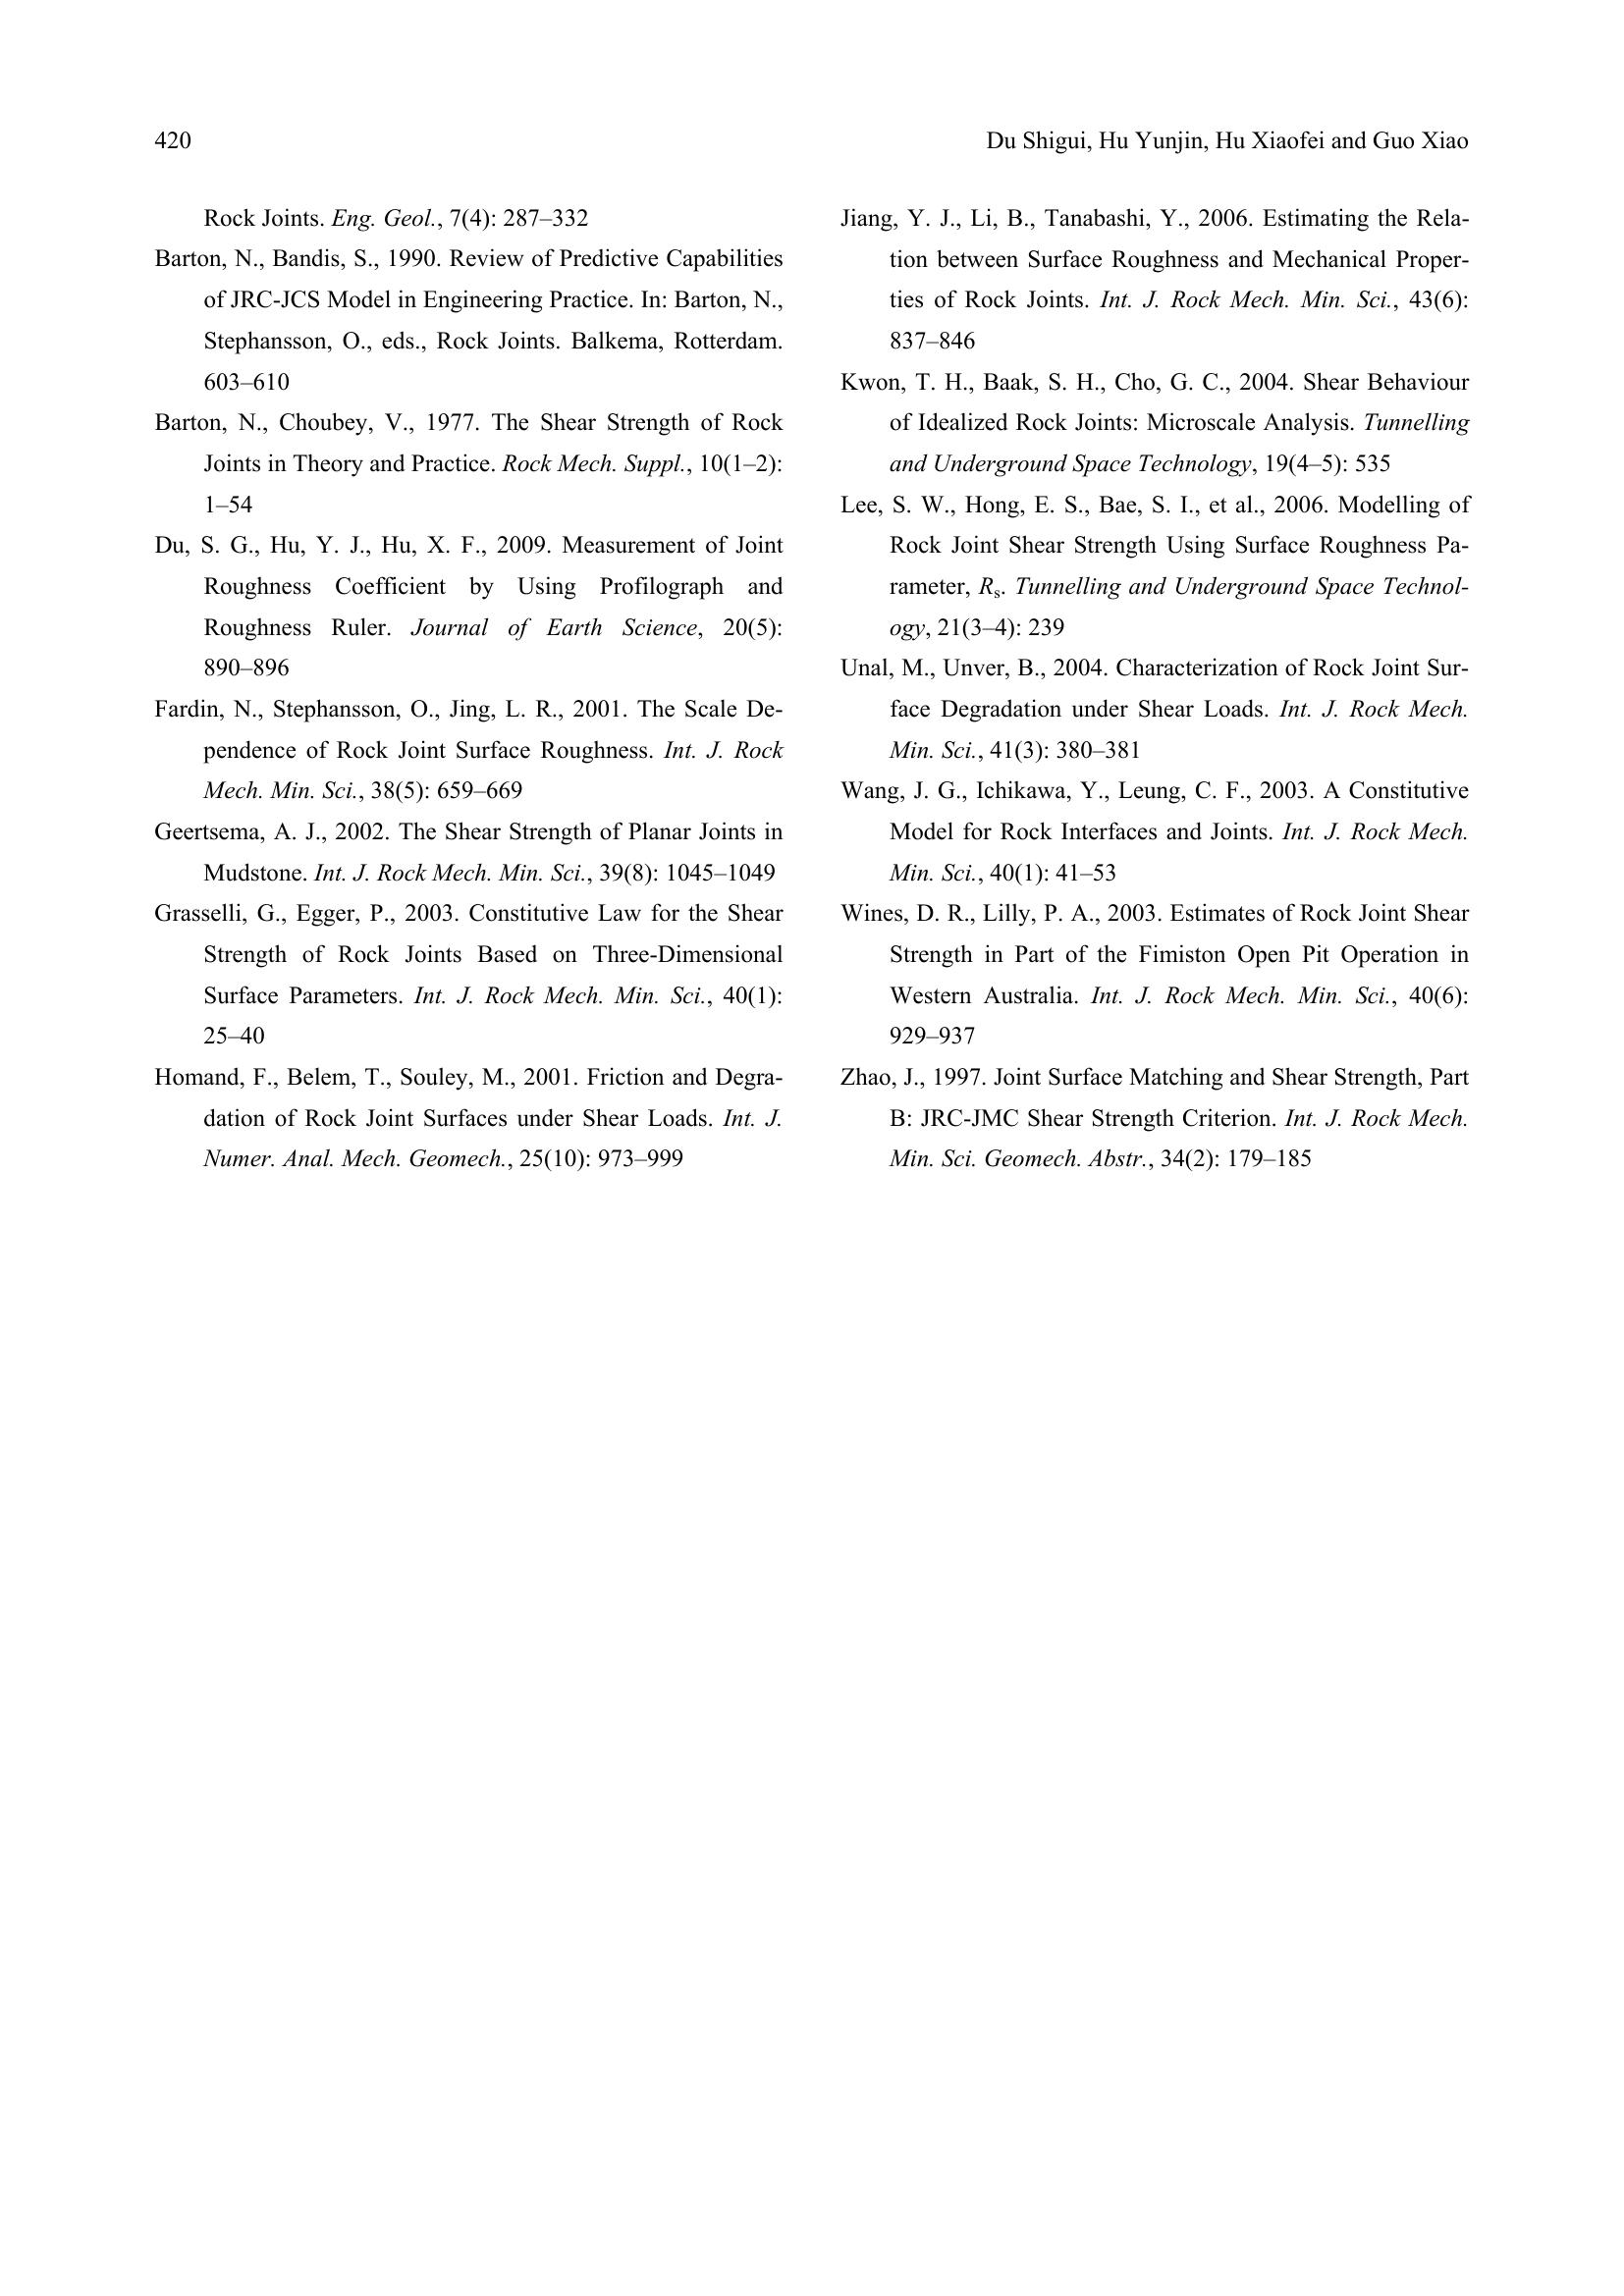 420
Du Shigui, Hu Yunjin, Hu Xiaofei and Guo Xiao
Rock Joints. Eng. Geol., 7(4): 287–332
Barton, N., Bandis, S., 1990. Review of Predictive Capabilities
of JRC-JCS Model in Engineering Practice. In: Barton, N.,
Stephansson, O., eds., Rock Joints. Balkema, Rotterdam.
603–610
Barton, N., Choubey, V., 1977. The Shear Strength of Rock
Joints in Theory and Practice. Rock Mech. Suppl., 10(1–2):
1–54
Du, S. G., Hu, Y. J., Hu, X. F., 2009. Measurement of Joint
Roughness Coefficient by Using Profilograph and
Roughness Ruler. Journal of Earth Science, 20(5):
890–896
Fardin, N., Stephansson, O., Jing, L. R., 2001. The Scale De-
pendence of Rock Joint Surface Roughness. Int. J. Rock
Mech. Min. Sci., 38(5): 659–669
Geertsema, A. J., 2002. The Shear Strength of Planar Joints in
Mudstone. Int. J. Rock Mech. Min. Sci., 39(8): 1045–1049
Grasselli, G., Egger, P., 2003. Constitutive Law for the Shear
Strength of Rock Joints Based on Three-Dimensional
Surface Parameters. Int. J. Rock Mech. Min. Sci., 40(1):
25–40
Homand, F., Belem, T., Souley, M., 2001. Friction and Degra-
dation of Rock Joint Surfaces under Shear Loads. Int. J.
Numer. Anal. Mech. Geomech., 25(10): 973–999
Jiang, Y. J., Li, B., Tanabashi, Y., 2006. Estimating the Rela-
tion between Surface Roughness and Mechanical Proper-
ties of Rock Joints. Int. J. Rock Mech. Min. Sci., 43(6):
837–846
Kwon, T. H., Baak, S. H., Cho, G. C., 2004. Shear Behaviour
of Idealized Rock Joints: Microscale Analysis. Tunnelling
and Underground Space Technology, 19(4–5): 535
Lee, S. W., Hong, E. S., Bae, S. I., et al., 2006. Modelling of
Rock Joint Shear Strength Using Surface Roughness Pa-
rameter, Rs. Tunnelling and Underground Space Technol-
ogy, 21(3–4): 239
Unal, M., Unver, B., 2004. Characterization of Rock Joint Sur-
face Degradation under Shear Loads. Int. J. Rock Mech.
Min. Sci., 41(3): 380–381
Wang, J. G., Ichikawa, Y., Leung, C. F., 2003. A Constitutive
Model for Rock Interfaces and Joints. Int. J. Rock Mech.
Min. Sci., 40(1): 41–53
Wines, D. R., Lilly, P. A., 2003. Estimates of Rock Joint Shear
Strength in Part of the Fimiston Open Pit Operation in
Western Australia. Int. J. Rock Mech. Min. Sci., 40(6):
929–937
Zhao, J., 1997. Joint Surface Matching and Shear Strength, Part
B: JRC-JMC Shear Strength Criterion. Int. J. Rock Mech.
Min. Sci. Geomech. Abstr., 34(2): 179–185